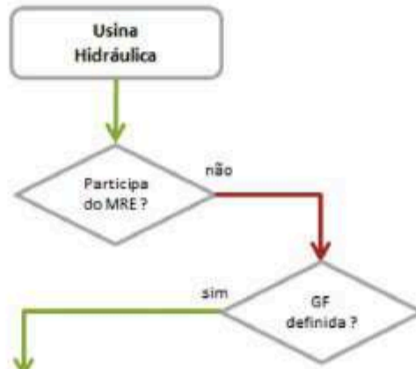 Usina
Hidráulica
Participa
do MRE ?
não
sim
GF
definida ?